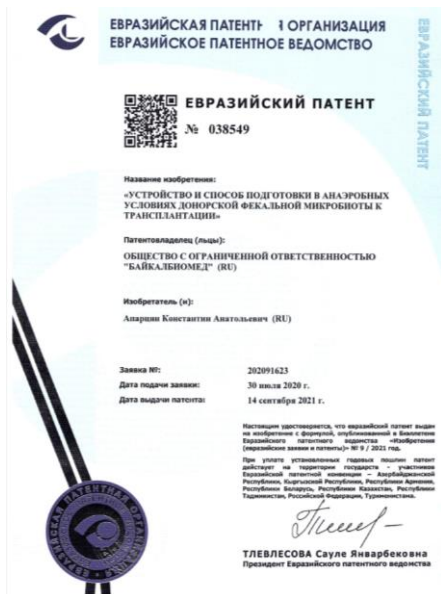 ЕВРАЗИЙСКАЯ ПАТЕНТ ОРГАНИЗАЦИЯ
ЕВРАЗИЙСКОЕ ПАТЕНТНОЕ ВЕДОМСТВО
ЕВРАЗИЙСКИЙ ПАТЕНТ
ЕВРАЗИЙСКИЙ ПАТЕНТ
№ 038549
Название изобретения:
«УСТРОЙСТВО И СПОСОБ ПОДГОТОВКИ В АНАЭРОБНЫХ
УСЛОВИЯХ ДОНОРСКОЙ ФЕКАЛЬНОЙ МИКРОБИОТЫ К
ТРАНСПЛАНТАЦИИ»
Патентовладелец (льцы):
ОБЩЕСТВО С ОГРАНИЧЕННОЙ ОТВЕТСТВЕННОСТЬЮ
"БАЙКАЛБИОМЕД" (RU)
Изобретатель (и):
Апарцин Константин Анатольевич (RU)
Заявка №: 202091623
Дата подачи заявки: 30 июля 2020 г.
Дата выдачи патента: 14 сентября 2021 г.
Настоящим удостоверяется, что евразийский патент выдан
на изобретение с формулой, опубликованной в Бюллетене
Евразийского патентного ведомства «Изобретения
(евразийские заявки и патенты)» № 9 / 2021 год.
При уплате установленных годовых пошлин патент
действует на территории государств - участников
Евразийской патентной конвенции - Азербайджанской
Республики, Кыргызской Республики, Республики Армения,
Республики Беларусь, Республики Казахстан, Республики
Таджикистан, Российской Федерации, Туркменистана.
ТЛЕВЛЕСОВА Сауле Январбековна
Президент Евразийского патентного ведомства
ЕВРАЗИЙСКАЯ ПАТЕНТНАЯ ОРГАНИЗАЦИЯ